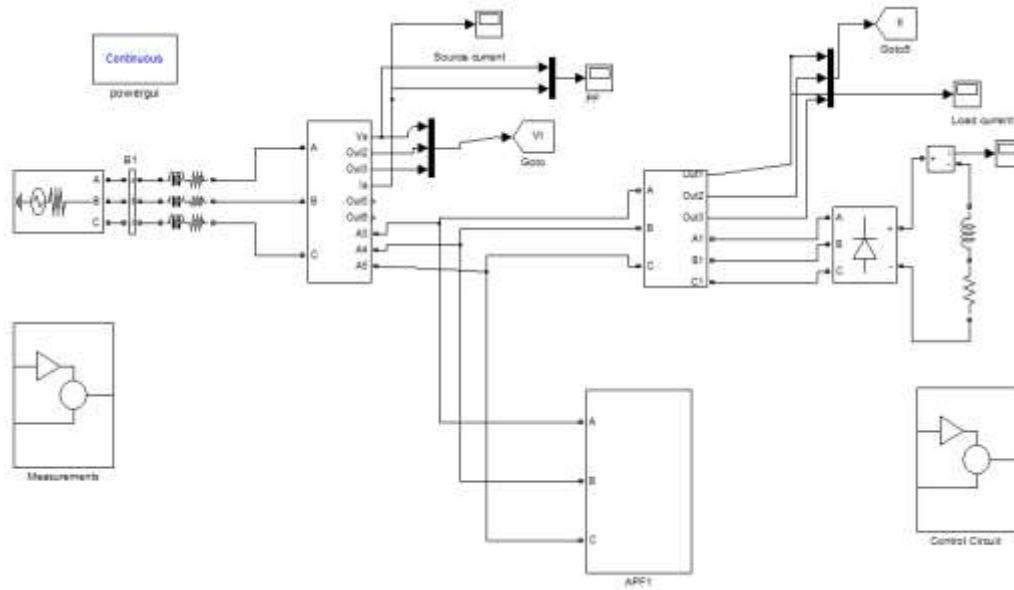 Continuous
powergui
Source current
PF
Goto5
Load current
B1
A
B
C
A
B
C
Va
Out2
Out3
Ia
Out5
Out6
A3
A4
A5
V1
Goto
A
B
C
Out1
Out2
Out3
A1
B1
C1
A
B
C
+
-
+
-
Measurements
A
B
C
APF1
Control Circuit